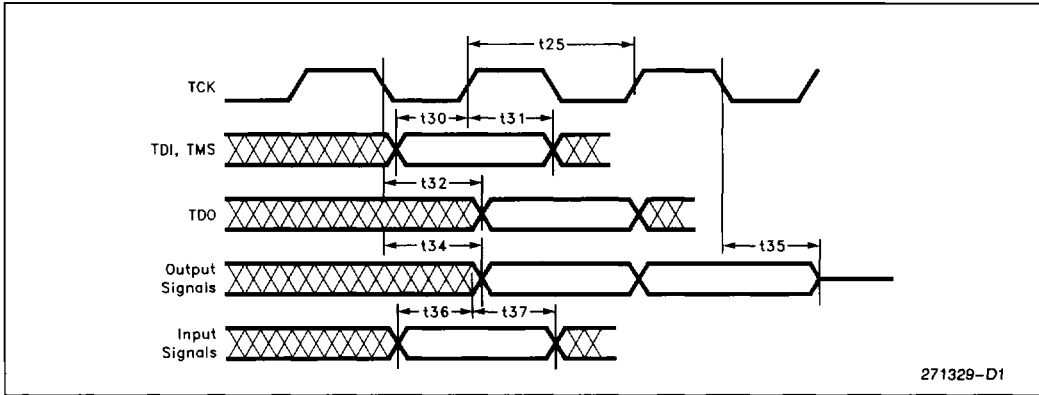 t25
TCK
t30
t31
TDI, TMS
t32
TDO
t34
t35
Output
Signals
t36
t37
Input
Signals
271329-D1